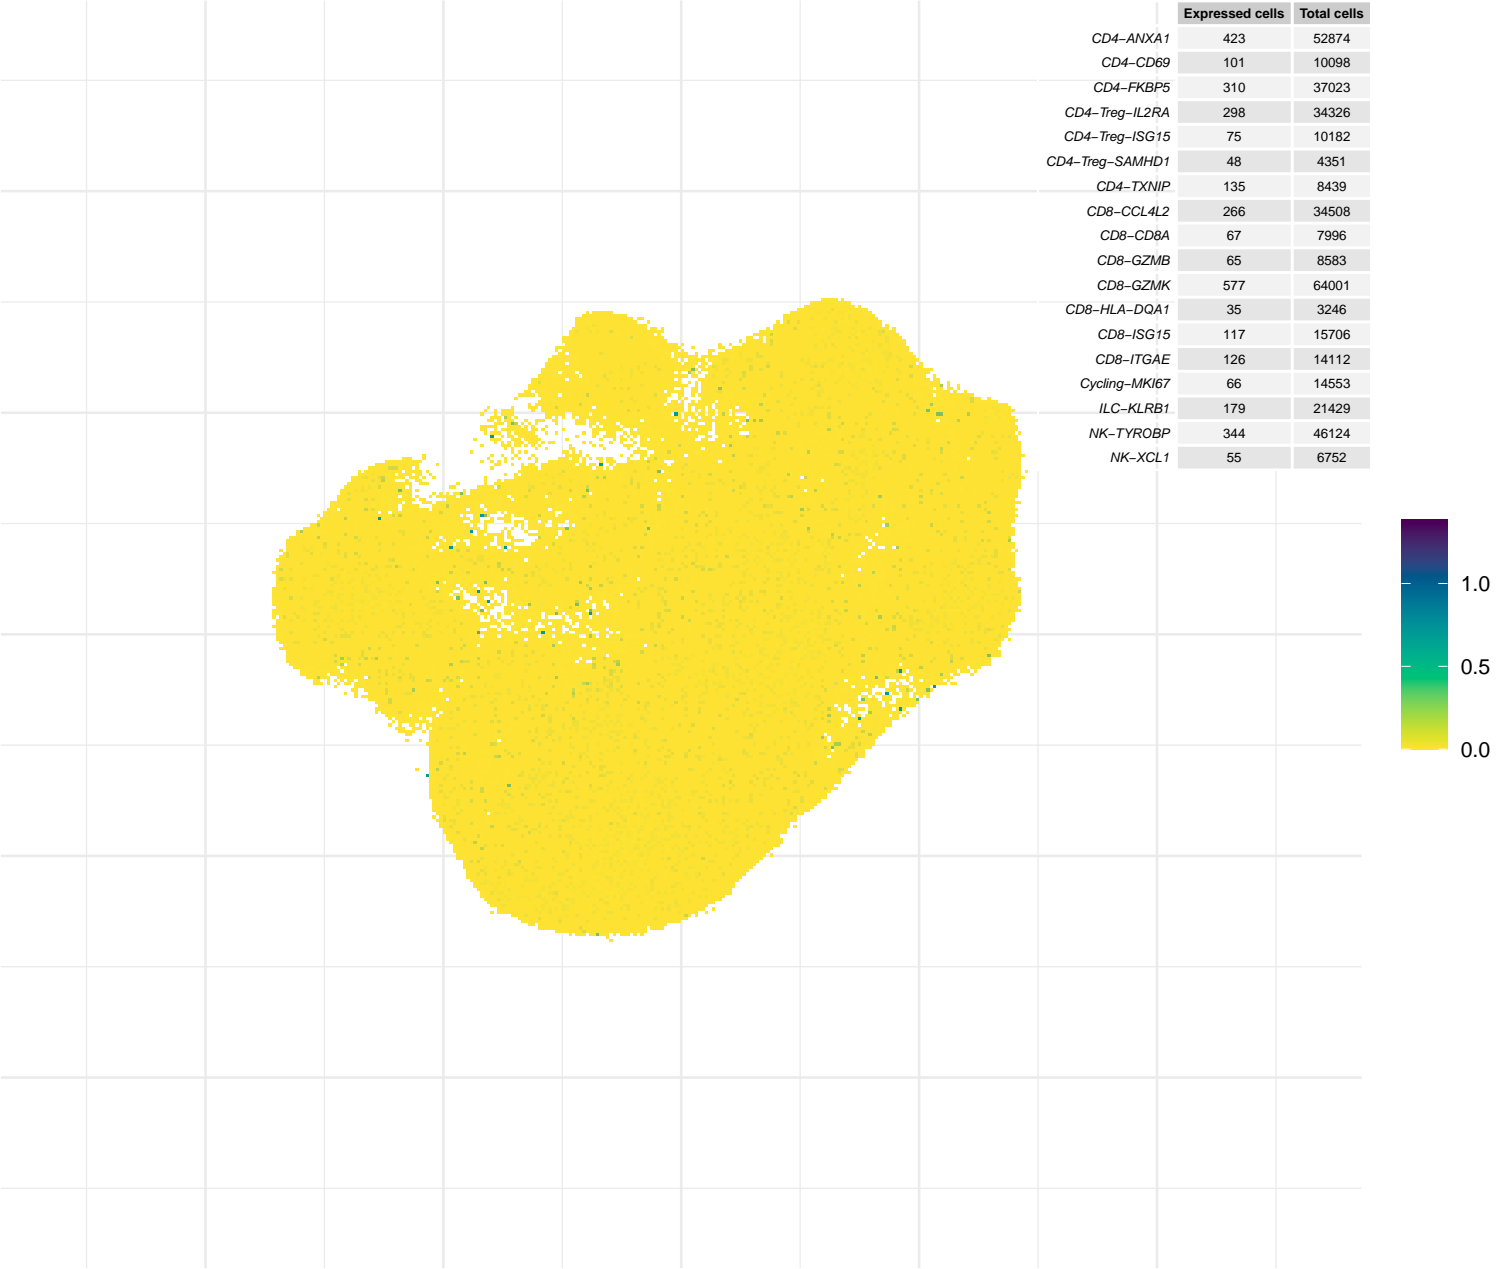 Expressed cells Total cells
CD4−ANXA1 423 52874
CD4−CD69 101 10098
CD4−FKBP5 310 37023
CD4−Treg−IL2RA 298 34326
CD4−Treg−ISG15 75 10182
CD4−Treg−SAMHD1 48 4351
CD4−TXNIP 135 8439
CD8−CCL4L2 266 34508
CD8−CD8A 67 7996
CD8−GZMB 65 8583
CD8−GZMK 577 64001
CD8−HLA−DQA1 35 3246
CD8−ISG15 117 15706
CD8−ITGAE 126 14112
Cycling−MKI67 66 14553
ILC−KLRB1 179 21429
NK−TYROBP 344 46124
NK−XCL1 55 6752
1.0
0.5
0.0